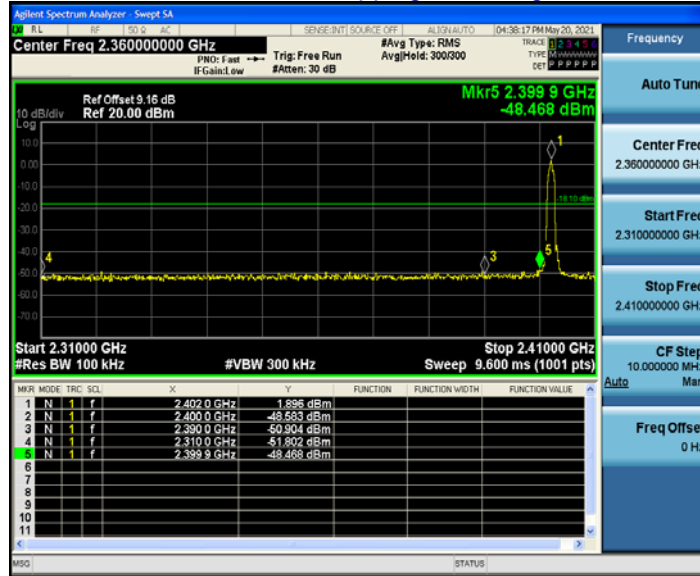 Agilent Spectrum Analyzer - Swept SA
RL RF 50 Ω AC SENSE:INT SOURCE OFF ALIGNAUTO 04:38:17 PM May 20, 2021
Center Freq 2.360000000 GHz #Avg Type: RMS TRACE 1 2 3 4 5 6
PNO: Fast Trig: Free Run Avg|Hold: 300/300 TYPE M WWWWW
IFGain:Low #Atten: 30 dB DET P P P P P P
Mkr5 2.399 9 GHz
-48.468 dBm
Ref Offset 9.16 dB
10 dB/div Ref 20.00 dBm
Log
10.0
0.00
-10.0
-20.0
-30.0
-40.0
-50.0
-60.0
-70.0
1
-18.10 dBm
4
3
5
Start 2.31000 GHz Stop 2.41000 GHz
#Res BW 100 kHz #VBW 300 kHz Sweep 9.600 ms (1001 pts)
MKR MODE TRC SCL X Y FUNCTION FUNCTION WIDTH FUNCTION VALUE
1 N 1 f 2.402 0 GHz 1.896 dBm
2 N 1 f 2.400 0 GHz -48.583 dBm
3 N 1 f 2.390 0 GHz -50.904 dBm
4 N 1 f 2.310 0 GHz -51.802 dBm
5 N 1 f 2.399 9 GHz -48.468 dBm
6
7
8
9
10
11
MSG STATUS
Frequency
Auto Tune
Center Freq
2.360000000 GHz
Start Freq
2.310000000 GHz
Stop Freq
2.410000000 GHz
CF Step
10.000000 MHz
Auto Man
Freq Offset
0 Hz